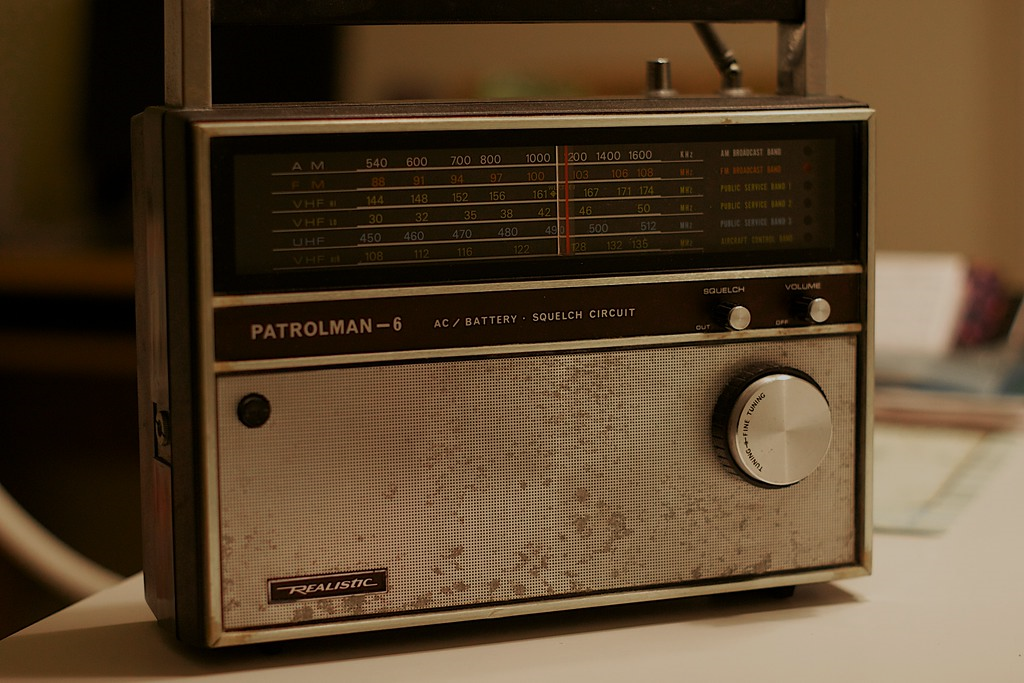 AM 540 600 700 800 1000 1200 1400 1600 KHz AM BROADCAST BAND
FM 88 91 94 97 100 103 106 108 MHz FM BROADCAST BAND
VHF HI 144 148 152 156 161 167 171 174 MHz PUBLIC SERVICE BAND 1
VHF LO 30 32 35 38 42 46 50 MHz PUBLIC SERVICE BAND 2
UHF 450 460 470 480 490 500 512 MHz PUBLIC SERVICE BAND 3
VHF 108 112 116 122 128 132 135 MHz AIRCRAFT CONTROL BAND
SQUELCH VOLUME
PATROLMAN-6 AC/BATTERY · SQUELCH CIRCUIT
OUT OFF
TUNING FINE TUNING
REALISTIC